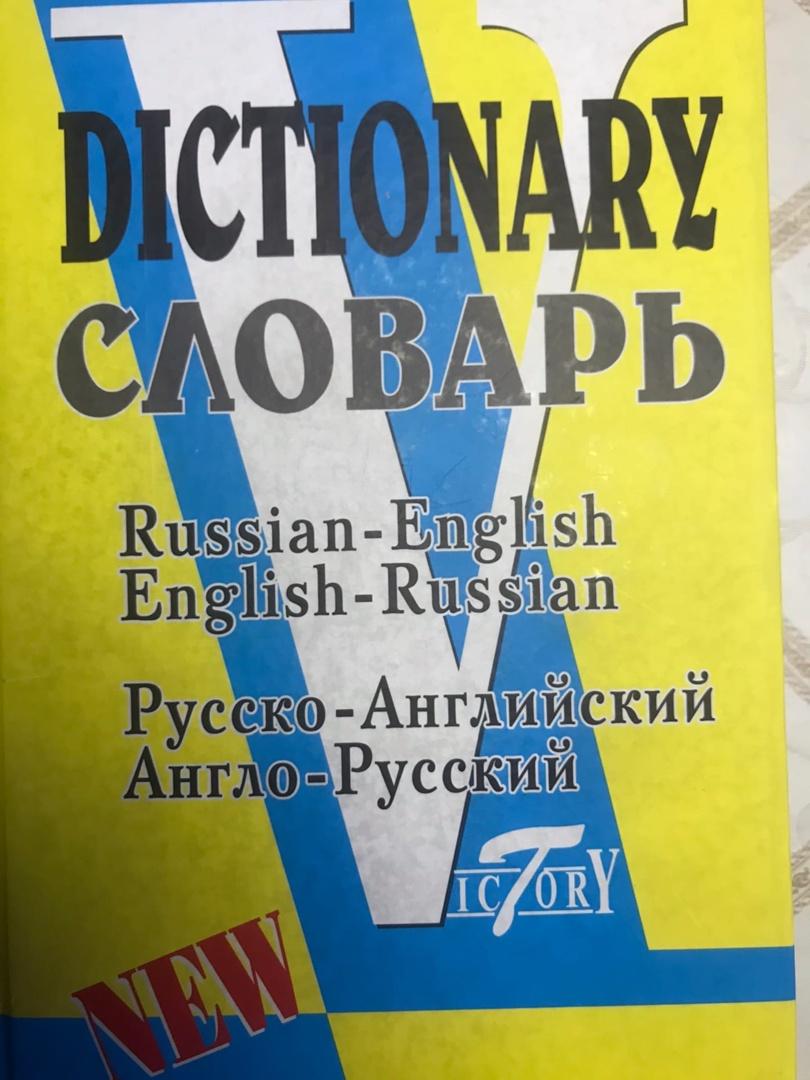 DICTIONARY
СЛОВАРЬ
Russian-English
English-Russian
Русско-Английский
Англо-Русский
VICTORY
NEW